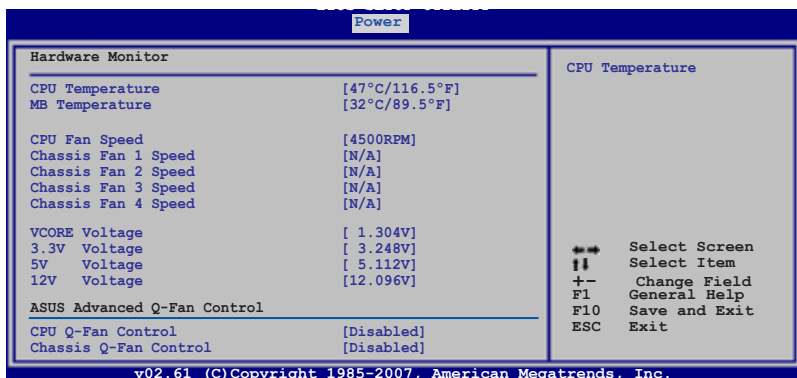 Power
Hardware Monitor
CPU Temperature [47°C/116.5°F]
MB Temperature [32°C/89.5°F]
CPU Fan Speed [4500RPM]
Chassis Fan 1 Speed [N/A]
Chassis Fan 2 Speed [N/A]
Chassis Fan 3 Speed [N/A]
Chassis Fan 4 Speed [N/A]
VCORE Voltage [ 1.304V]
3.3V Voltage [ 3.248V]
5V Voltage [ 5.112V]
12V Voltage [12.096V]
ASUS Advanced Q-Fan Control
CPU Q-Fan Control [Disabled]
Chassis Q-Fan Control [Disabled]
CPU Temperature
←→ Select Screen
↑↓ Select Item
+- Change Field
F1 General Help
F10 Save and Exit
ESC Exit
v02.61 (C)Copyright 1985-2007, American Megatrends, Inc.